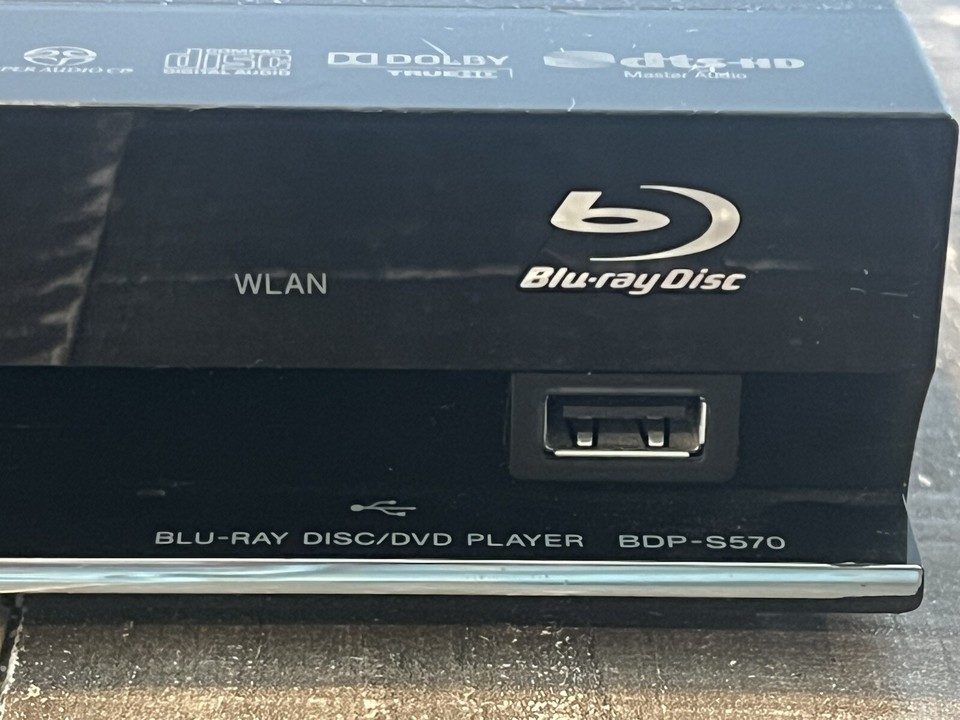 PER AUDIO CD
COMPACT
disc
DIGITAL AUDIO
DOLBY
TRUEHD
dts-HD
Master Audio
WLAN
Blu-ray Disc
BLU-RAY DISC/DVD PLAYER BDP-S570